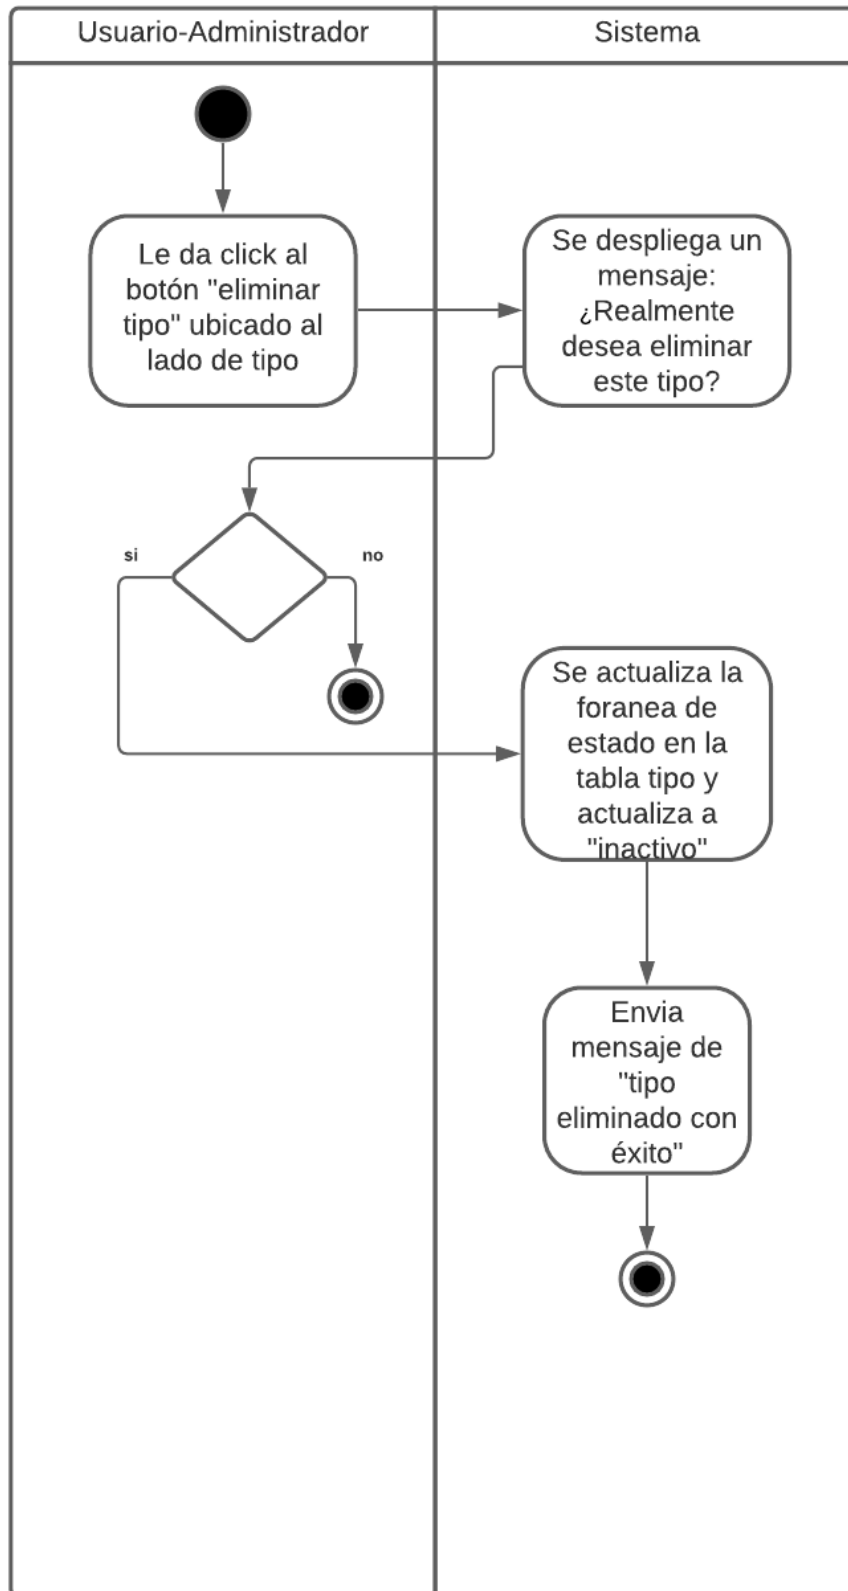 Usuario-Administrador
Sistema
Le da click al
botón "eliminar
tipo" ubicado al
lado de tipo
Se despliega un
mensaje:
¿Realmente
desea eliminar
este tipo?
si
no
Se actualiza la
foranea de
estado en la
tabla tipo y
actualiza a
"inactivo"
Envia
mensaje de
"tipo
eliminado con
éxito"